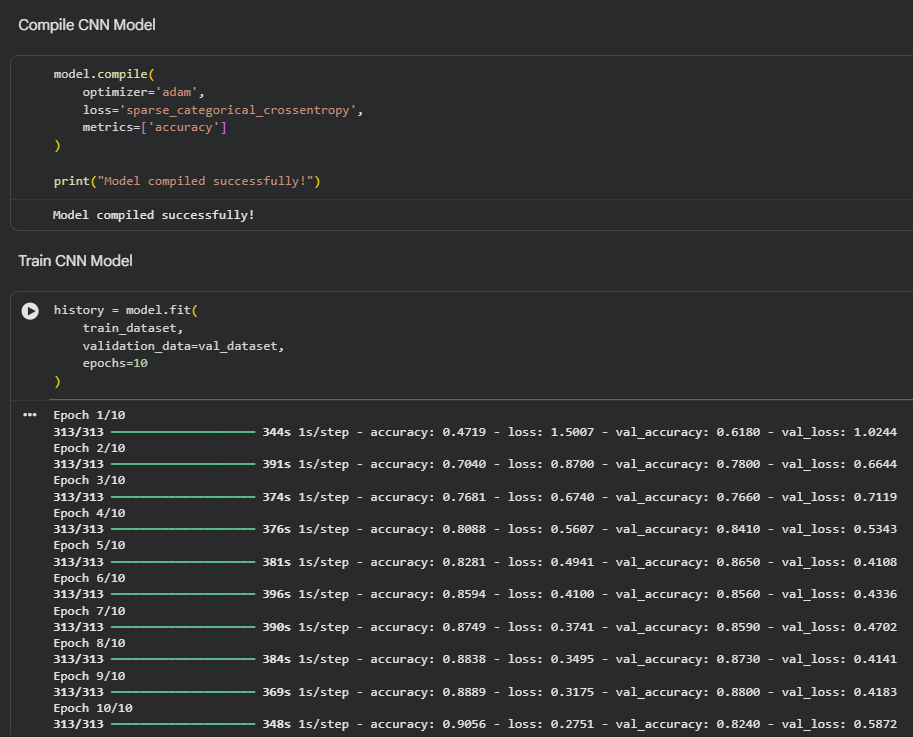 Compile CNN Model
model.compile(
    optimizer='adam',
    loss='sparse_categorical_crossentropy',
    metrics=['accuracy']
)
print("Model compiled successfully!")
Model compiled successfully!
Train CNN Model
history = model.fit(
    train_dataset,
    validation_data=val_dataset,
    epochs=10
)
Epoch 1/10
313/313 344s 1s/step - accuracy: 0.4719 - loss: 1.5007 - val_accuracy: 0.6180 - val_loss: 1.0244
Epoch 2/10
313/313 391s 1s/step - accuracy: 0.7040 - loss: 0.8700 - val_accuracy: 0.7800 - val_loss: 0.6644
Epoch 3/10
313/313 374s 1s/step - accuracy: 0.7681 - loss: 0.6740 - val_accuracy: 0.7660 - val_loss: 0.7119
Epoch 4/10
313/313 376s 1s/step - accuracy: 0.8088 - loss: 0.5607 - val_accuracy: 0.8410 - val_loss: 0.5343
Epoch 5/10
313/313 381s 1s/step - accuracy: 0.8281 - loss: 0.4941 - val_accuracy: 0.8650 - val_loss: 0.4108
Epoch 6/10
313/313 396s 1s/step - accuracy: 0.8594 - loss: 0.4100 - val_accuracy: 0.8560 - val_loss: 0.4336
Epoch 7/10
313/313 390s 1s/step - accuracy: 0.8749 - loss: 0.3741 - val_accuracy: 0.8590 - val_loss: 0.4702
Epoch 8/10
313/313 384s 1s/step - accuracy: 0.8838 - loss: 0.3495 - val_accuracy: 0.8730 - val_loss: 0.4141
Epoch 9/10
313/313 369s 1s/step - accuracy: 0.8889 - loss: 0.3175 - val_accuracy: 0.8800 - val_loss: 0.4183
Epoch 10/10
313/313 348s 1s/step - accuracy: 0.9056 - loss: 0.2751 - val_accuracy: 0.8240 - val_loss: 0.5872